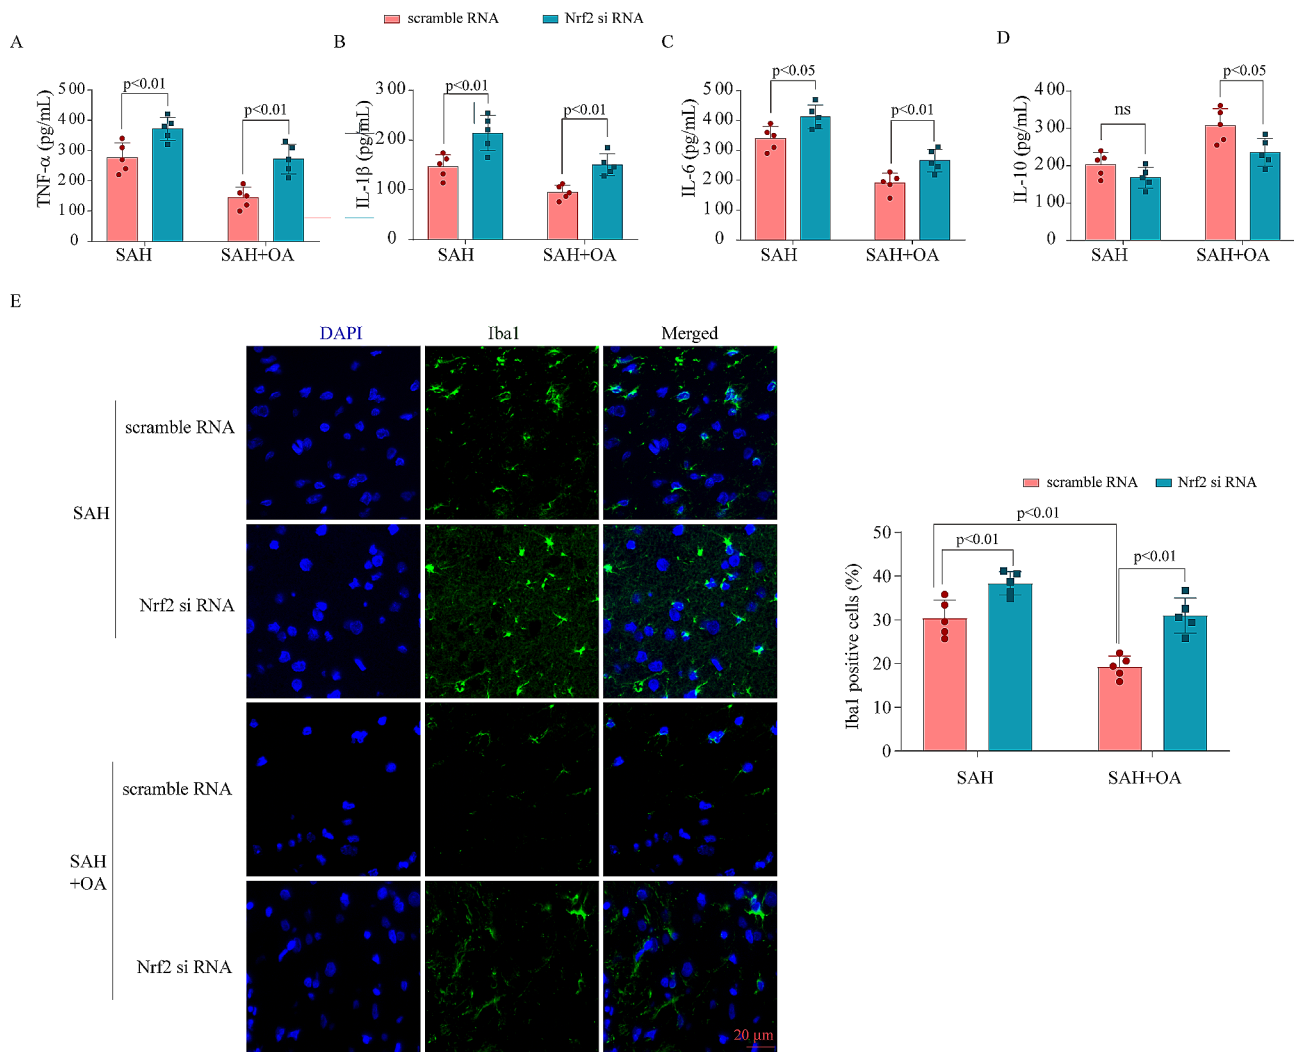 scramble RNA
Nrf2 si RNA
A
TNF-α (pg/mL)
500
400
300
200
100
0
p<0.01
p<0.01
SAH
SAH+OA
B
IL-1β (pg/mL)
300
200
100
0
p<0.01
p<0.01
SAH
SAH+OA
C
IL-6 (pg/mL)
500
400
300
200
100
0
p<0.05
p<0.01
SAH
SAH+OA
D
IL-10 (pg/mL)
400
300
200
100
0
ns
p<0.05
SAH
SAH+OA
E
DAPI
Iba1
Merged
SAH
scramble RNA
Nrf2 si RNA
SAH
+OA
scramble RNA
Nrf2 si RNA
20 μm
scramble RNA
Nrf2 si RNA
Iba1 positive cells (%)
50
40
30
20
10
0
p<0.01
p<0.01
p<0.01
SAH
SAH+OA